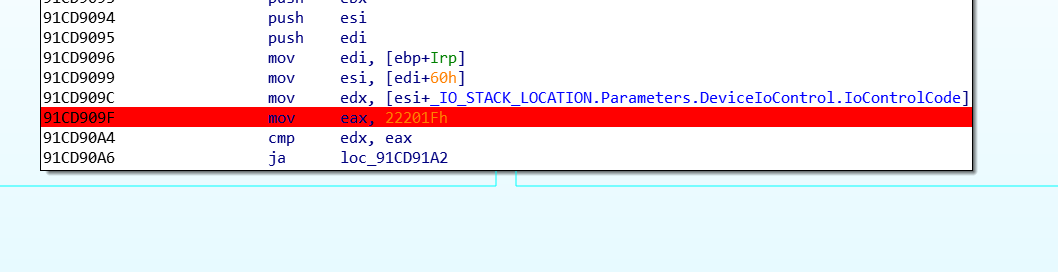 91CD9093 push ebx
91CD9094 push esi
91CD9095 push edi
91CD9096 mov edi, [ebp+Irp]
91CD9099 mov esi, [edi+60h]
91CD909C mov edx, [esi+_IO_STACK_LOCATION.Parameters.DeviceIoControl.IoControlCode]
91CD909F mov eax, 22201Fh
91CD90A4 cmp edx, eax
91CD90A6 ja loc_91CD91A2